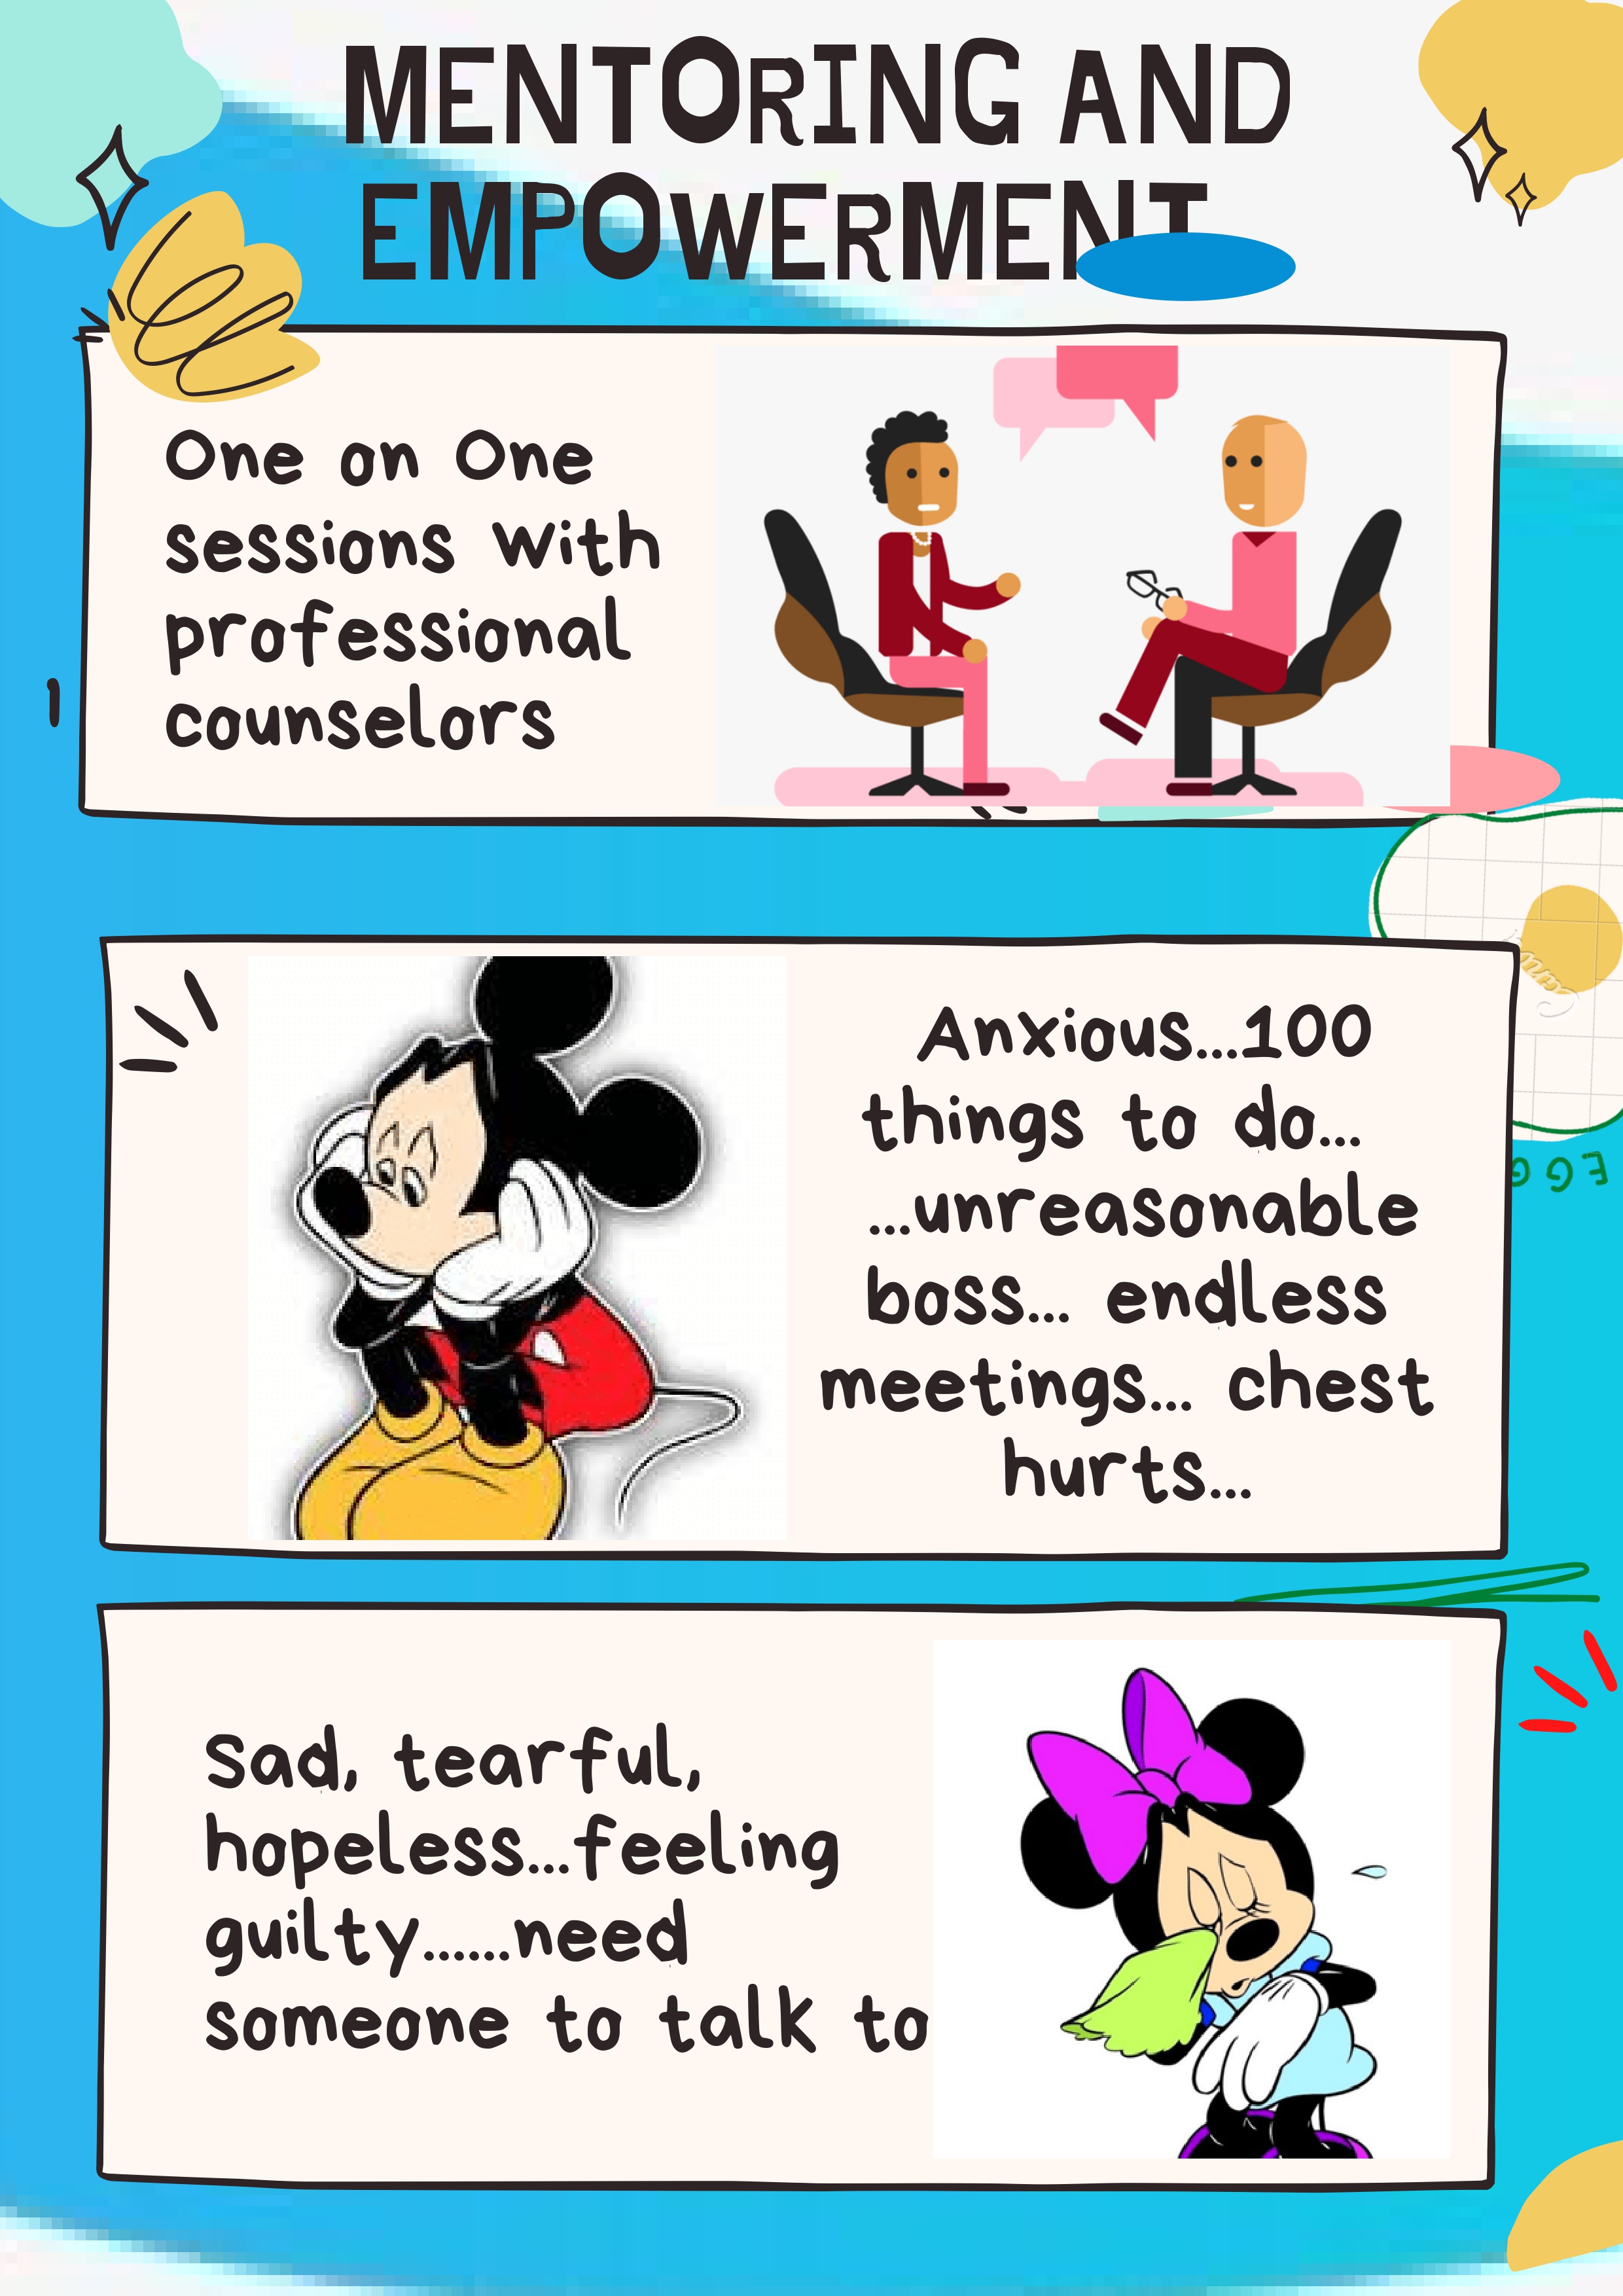 MENTORING AND
EMPOWERMENT
One on One
sessions With
professional
counselors
1
Anxious...100
things to do...
...unreasonable
boss... endless
meetings... chest
hurts...
Sad, tearful,
hopeless...feeling
guilty......need
someone to talk to